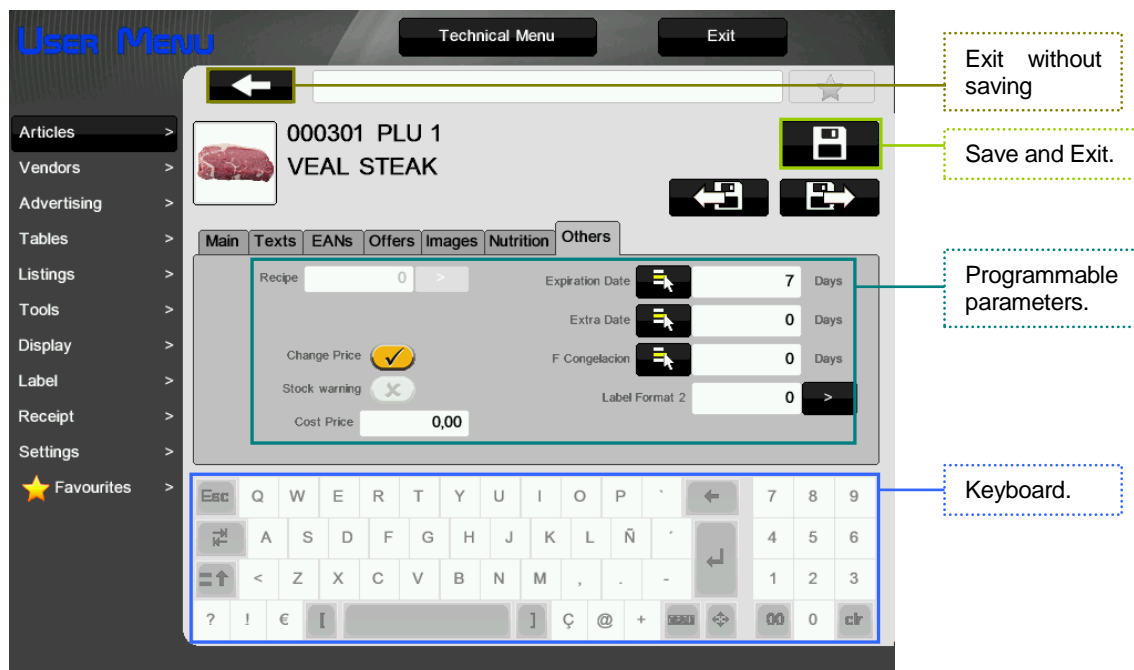 USER MENU
Technical Menu
Exit
Exit without
saving
Articles >
000301 PLU 1
VEAL STEAK
Save and Exit.
Vendors >
Advertising >
Tables >
Main Texts EANs Offers Images Nutrition Others
Listings >
Recipe 0 >
Expiration Date 7 Days
Programmable
parameters.
Tools >
Extra Date 0 Days
Display >
Change Price
F Congelacion 0 Days
Label >
Stock warning
Label Format 2 0 >
Receipt >
Cost Price 0,00
Settings >
Favourites >
Keyboard.
Esc Q W E R T Y U I O P ` 7 8 9
A S D F G H J K L Ñ ´ 4 5 6
< Z X C V B N M , . - 1 2 3
? ! € [ ] Ç @ + 00 0 clr